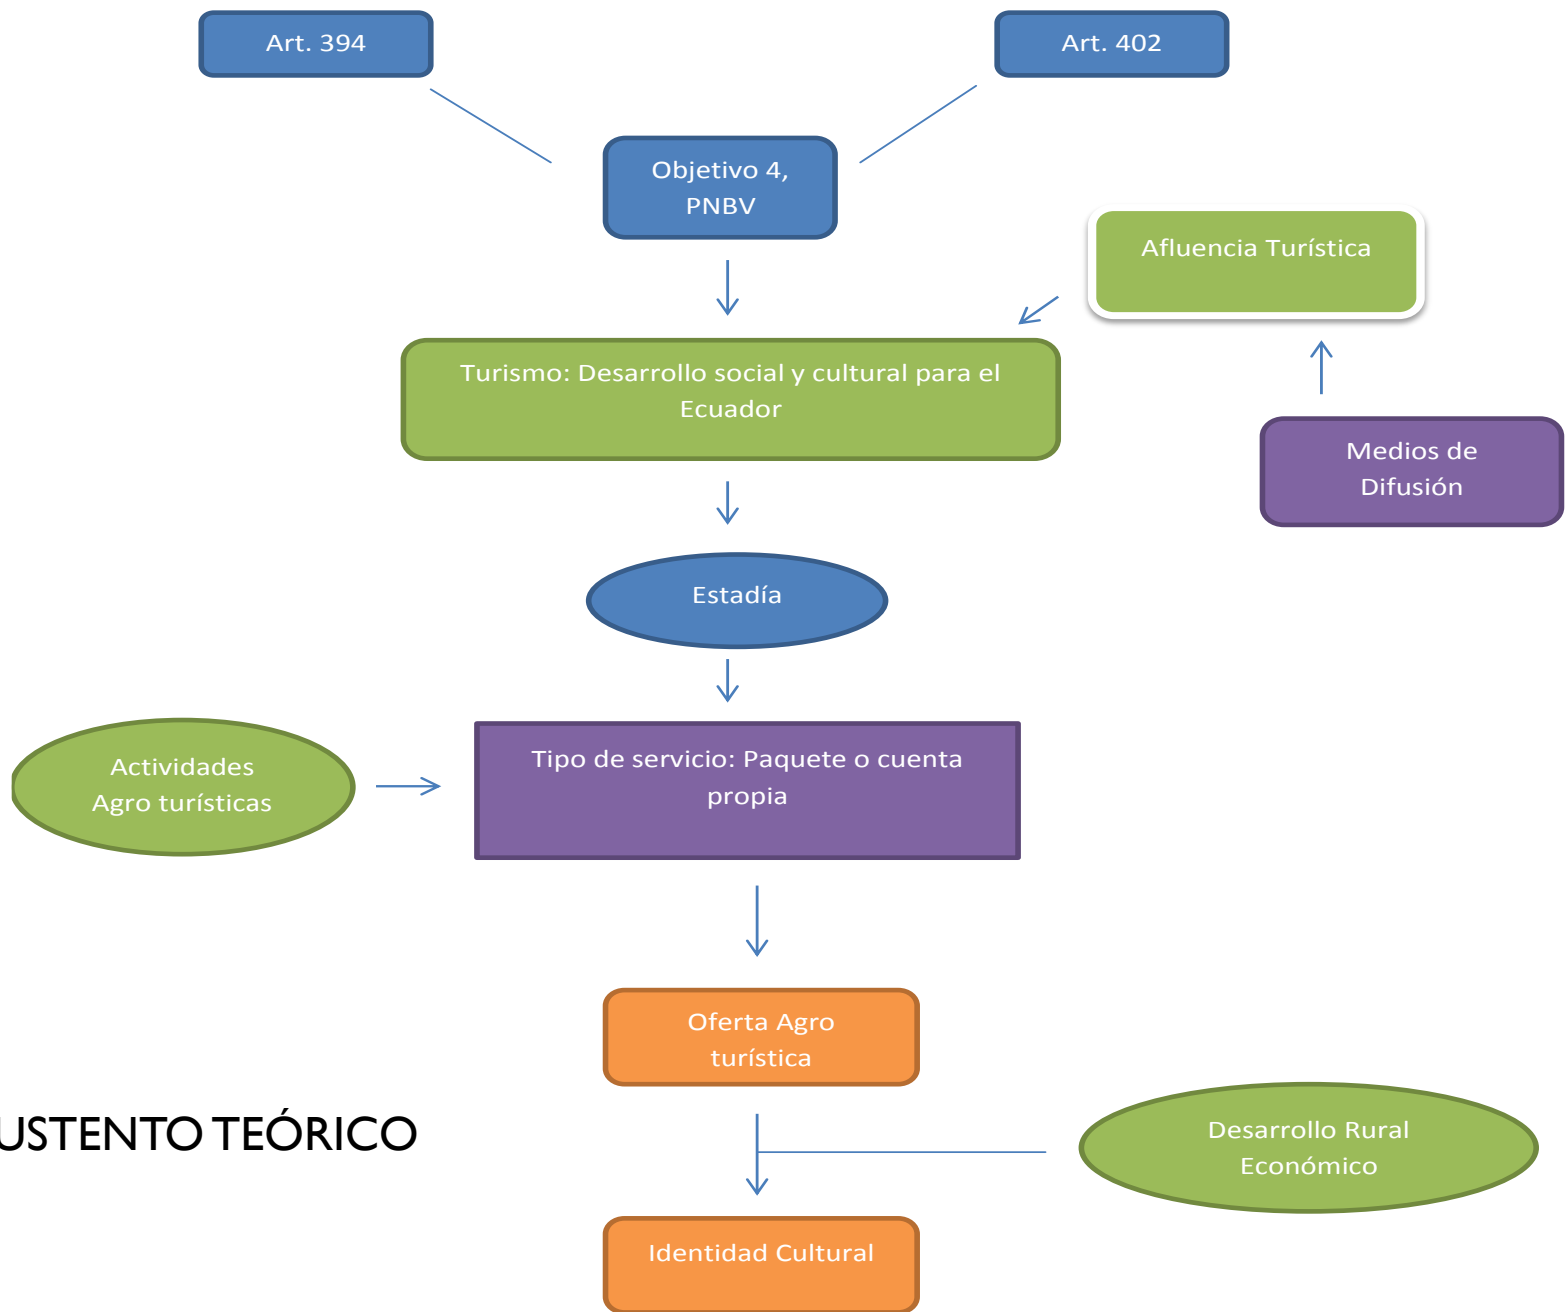 Art. 394
Art. 402
Objetivo 4,
PNBV
Afluencia Turística
Turismo: Desarrollo social y cultural para el
Ecuador
Medios de
Difusión
Estadía
Actividades
Agro turísticas
Tipo de servicio: Paquete o cuenta
propia
Oferta Agro
turística
USTENTO TEÓRICO
Desarrollo Rural
Económico
Identidad Cultural